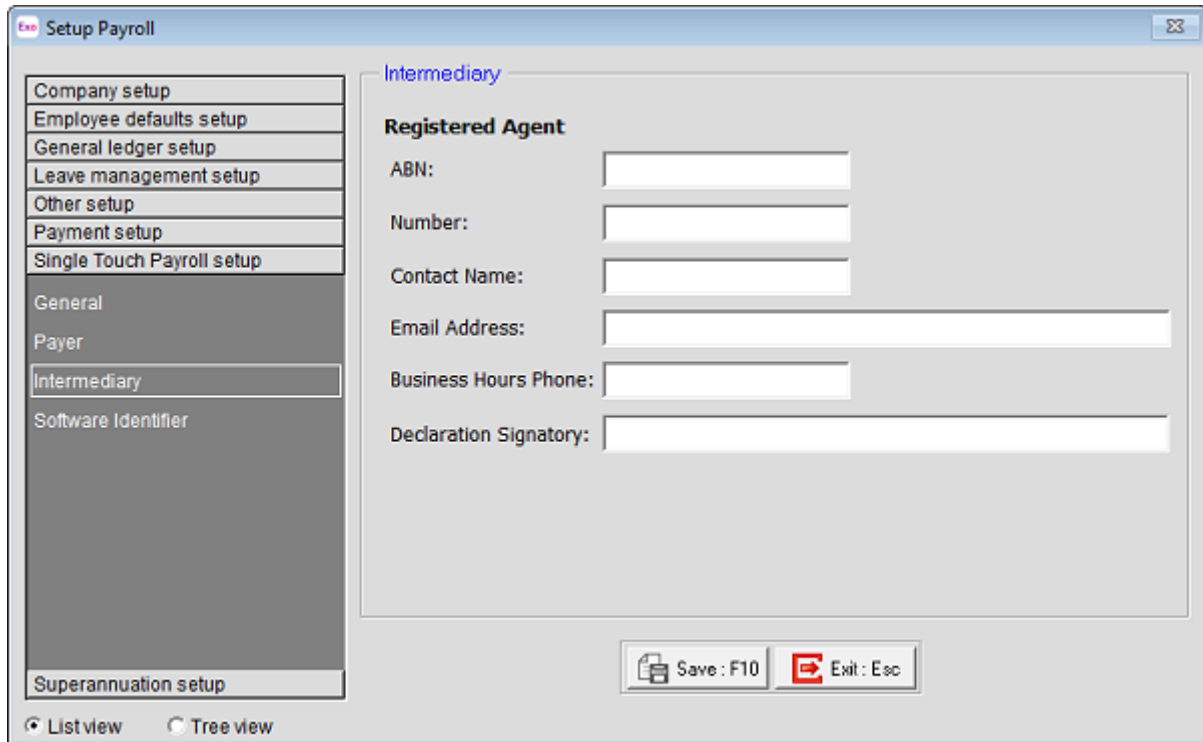 Exo Setup Payroll
Company setup
Employee defaults setup
General ledger setup
Leave management setup
Other setup
Payment setup
Single Touch Payroll setup
General
Payer
Intermediary
Software Identifier
Superannuation setup
List view Tree view
Intermediary
Registered Agent
ABN:
Number:
Contact Name:
Email Address:
Business Hours Phone:
Declaration Signatory:
Save : F10 Exit : Esc